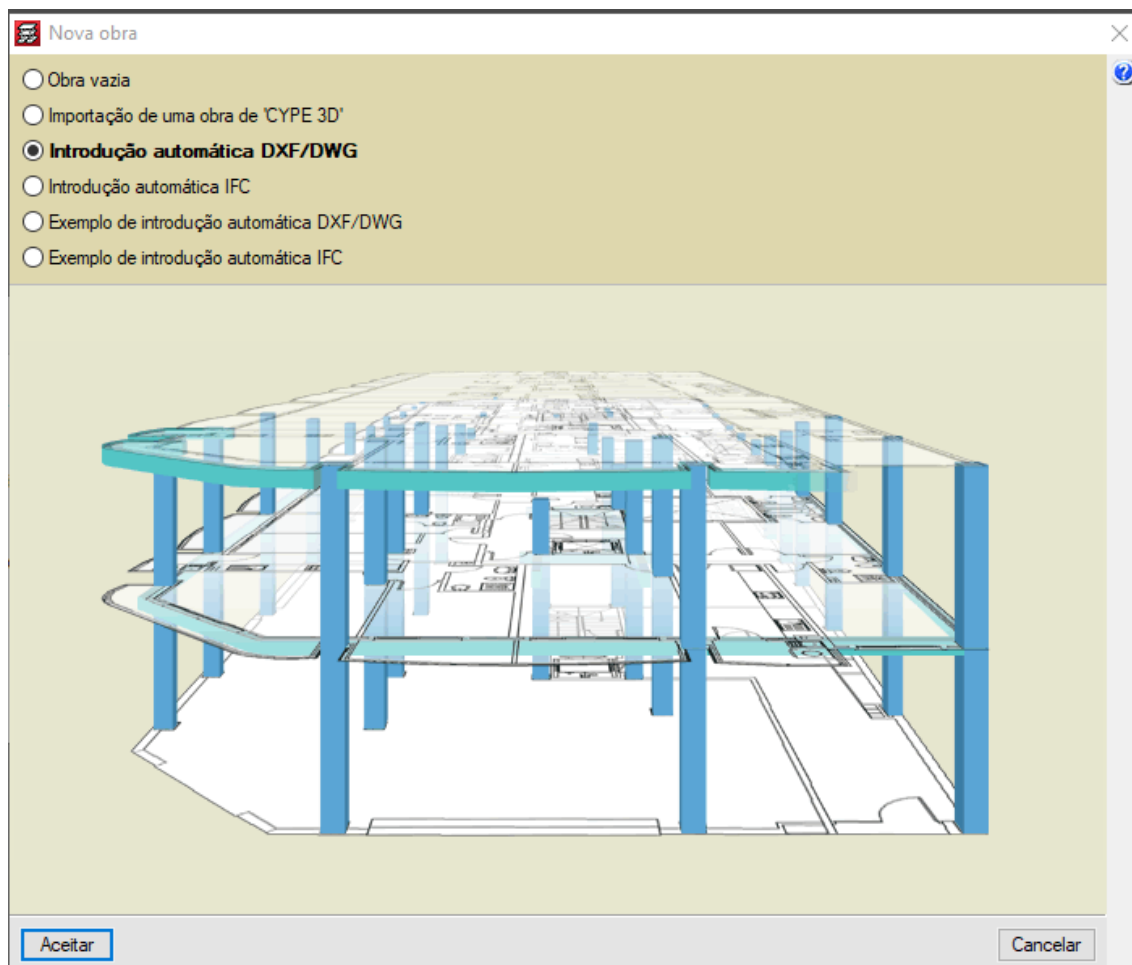 Nova obra
Obra vazia
Importação de uma obra de 'CYPE 3D'
Introdução automática DXF/DWG
Introdução automática IFC
Exemplo de introdução automática DXF/DWG
Exemplo de introdução automática IFC
Aceitar
Cancelar